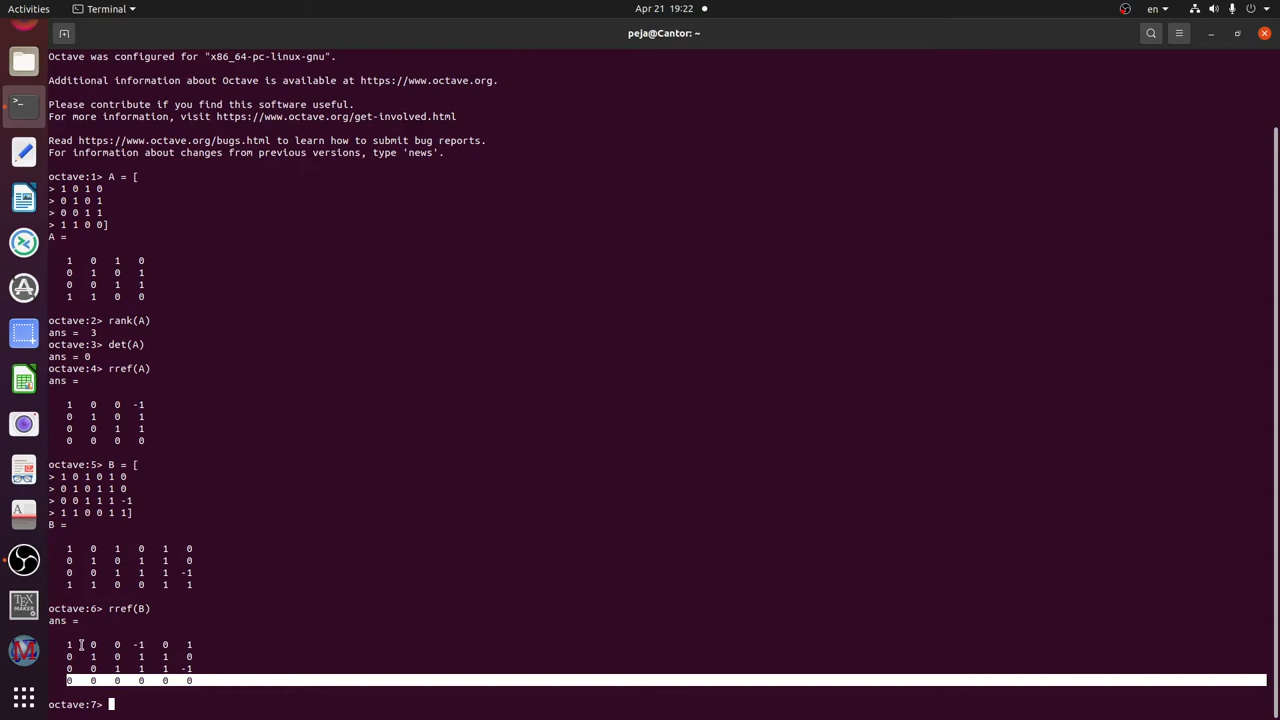 Activities Terminal Apr 21 19:22 en
peja@Cantor: ~
Octave was configured for "x86_64-pc-linux-gnu".
Additional information about Octave is available at https://www.octave.org.
Please contribute if you find this software useful.
For more information, visit https://www.octave.org/get-involved.html
Read https://www.octave.org/bugs.html to learn how to submit bug reports.
For information about changes from previous versions, type 'news'.
octave:1> A = [
> 1 0 1 0
> 0 1 0 1
> 0 0 1 1
> 1 1 0 0]
A =
1 0 1 0
0 1 0 1
0 0 1 1
1 1 0 0
octave:2> rank(A)
ans = 3
octave:3> det(A)
ans = 0
octave:4> rref(A)
ans =
1 0 0 -1
0 1 0 1
0 0 1 1
0 0 0 0
octave:5> B = [
> 1 0 1 0 1 0
> 0 1 0 1 1 0
> 0 0 1 1 1 -1
> 1 1 0 0 1 1]
B =
1 0 1 0 1 0
0 1 0 1 1 0
0 0 1 1 1 -1
1 1 0 0 1 1
octave:6> rref(B)
ans =
1 0 0 -1 0 1
0 1 0 1 1 0
0 0 1 1 1 -1
0 0 0 0 0 0
octave:7>